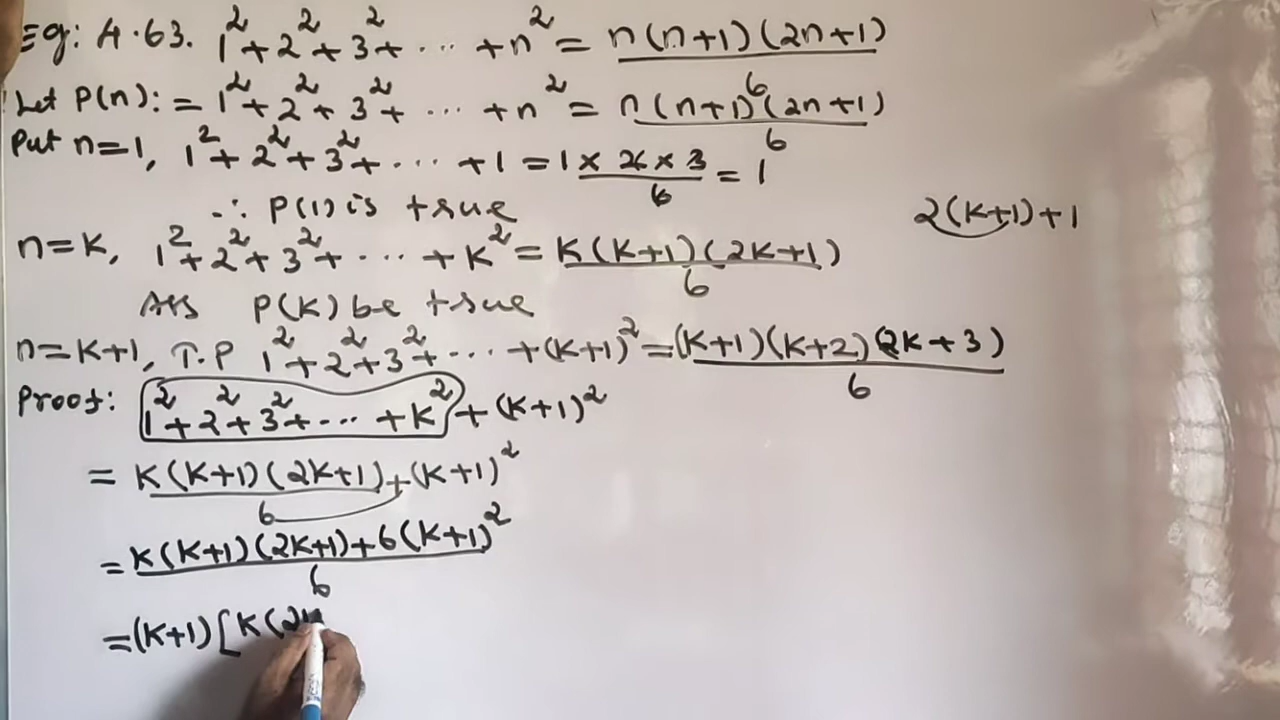 Eg: 4.63. 1² + 2² + 3² + ... + n² = n(n+1)(2n+1) / 6
Let P(n): = 1² + 2² + 3² + ... + n² = n(n+1)(2n+1) / 6
Put n=1, 1² + 2² + 3² + ... + 1 = 1 × 2 × 3 / 6 = 1
∴ P(1) is true
2(k+1)+1
n=k, 1² + 2² + 3² + ... + k² = k(k+1)(2k+1) / 6
Ass P(k) be true
n=k+1, T.P 1² + 2² + 3² + ... + (k+1)² = (k+1)(k+2)(2k+3) / 6
Proof: 1² + 2² + 3² + ... + k² + (k+1)²
= k(k+1)(2k+1) / 6 + (k+1)²
= k(k+1)(2k+1) + 6(k+1)² / 6
= (k+1)[k(2k